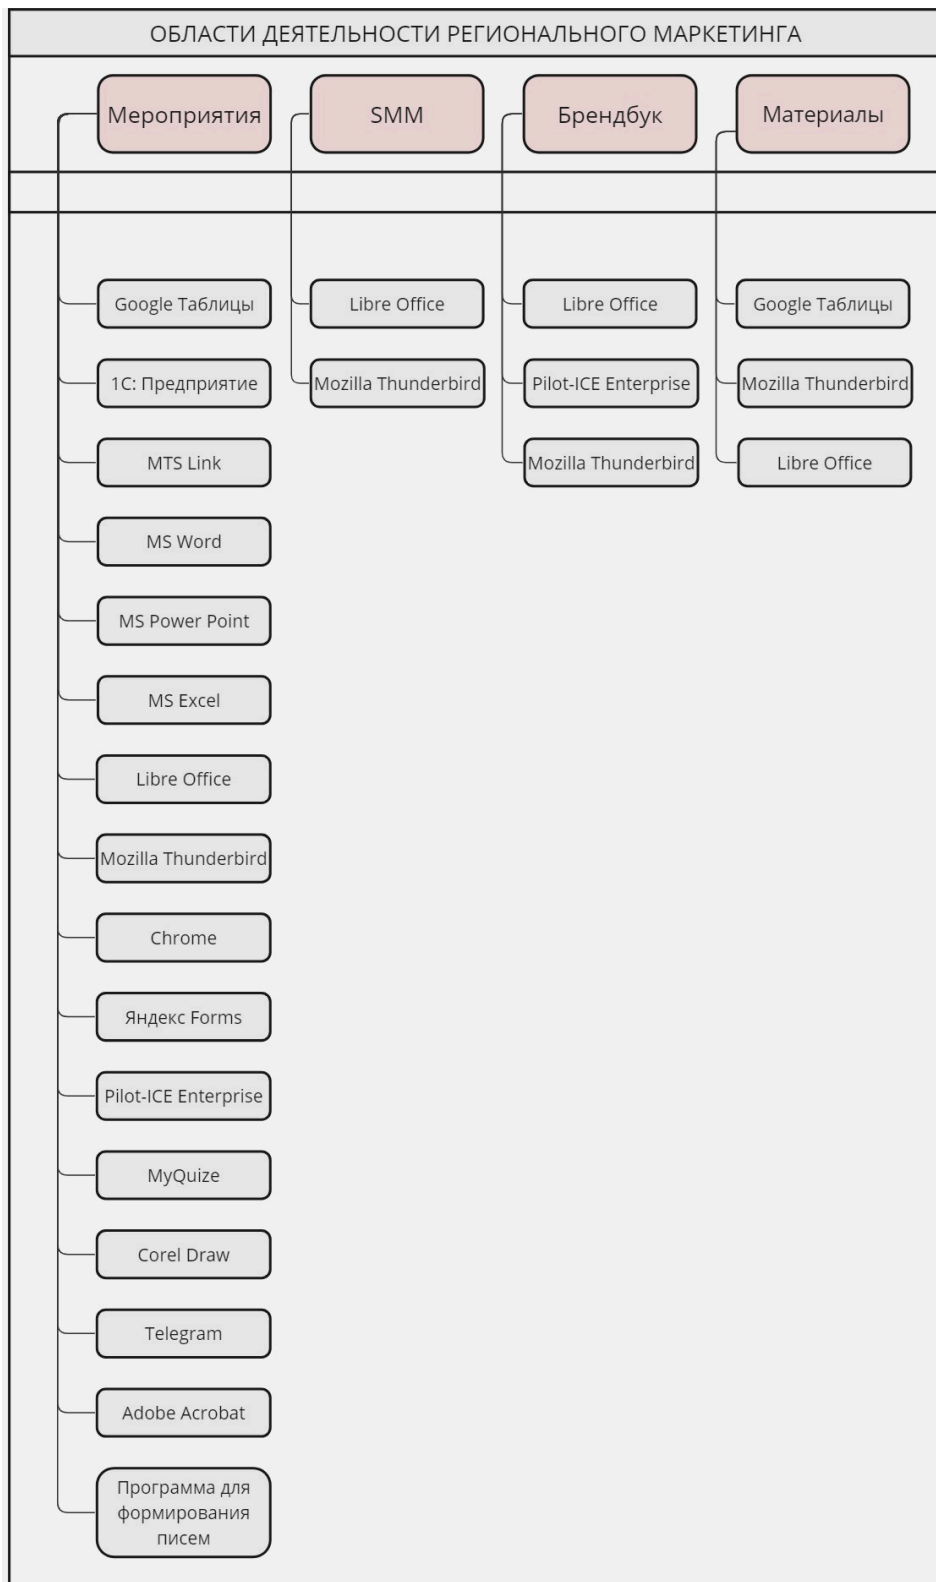 ОБЛАСТИ ДЕЯТЕЛЬНОСТИ РЕГИОНАЛЬНОГО МАРКЕТИНГА
Мероприятия
SMM
Брендбук
Материалы
Google Таблицы
Libre Office
Libre Office
Google Таблицы
1С: Предприятие
Mozilla Thunderbird
Pilot-ICE Enterprise
Mozilla Thunderbird
MTS Link
Mozilla Thunderbird
Libre Office
MS Word
MS Power Point
MS Excel
Libre Office
Mozilla Thunderbird
Chrome
Яндекс Forms
Pilot-ICE Enterprise
MyQuize
Corel Draw
Telegram
Adobe Acrobat
Программа для
формирования
писем